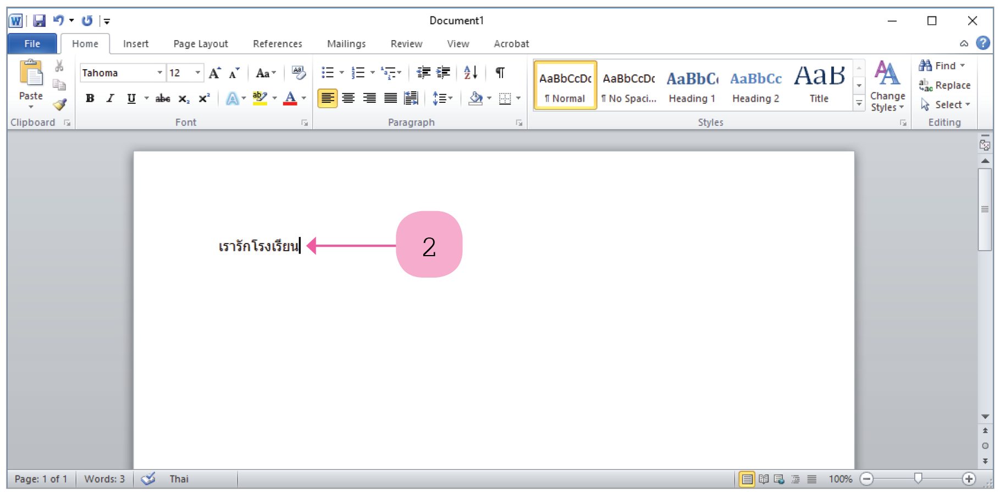 Document1
File Home Insert Page Layout References Mailings Review View Acrobat
Paste
Clipboard
Tahoma 12
Font
Paragraph
AaBbCcDc AaBbCcDc AaBbC AaBbCc AaB
¶ Normal ¶ No Spaci... Heading 1 Heading 2 Title
Change Styles
Styles
Find
Replace
Select
Editing
เรารักโรงเรียน
2
Page: 1 of 1 Words: 3 Thai 100%